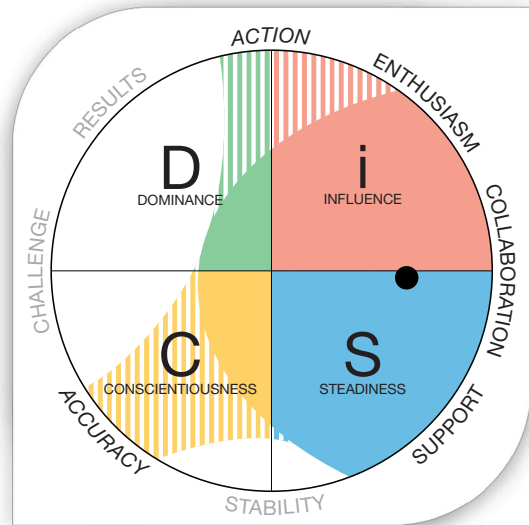 ACTION
ENTHUSIASM
RESULTS
D
DOMINANCE
i
INFLUENCE
COLLABORATION
CHALLENGE
C
CONSCIENTIOUSNESS
S
STEADINESS
ACCURACY
SUPPORT
STABILITY